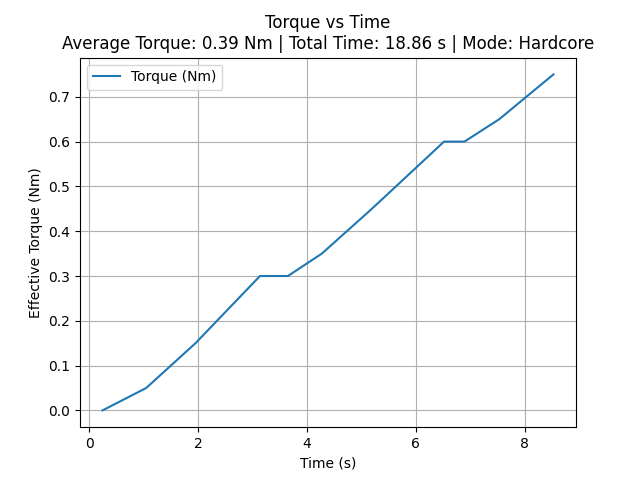 Torque vs Time
Average Torque: 0.39 Nm | Total Time: 18.86 s | Mode: Hardcore
Torque (Nm)
Effective Torque (Nm)
0.7
0.6
0.5
0.4
0.3
0.2
0.1
0.0
0 2 4 6 8
Time (s)